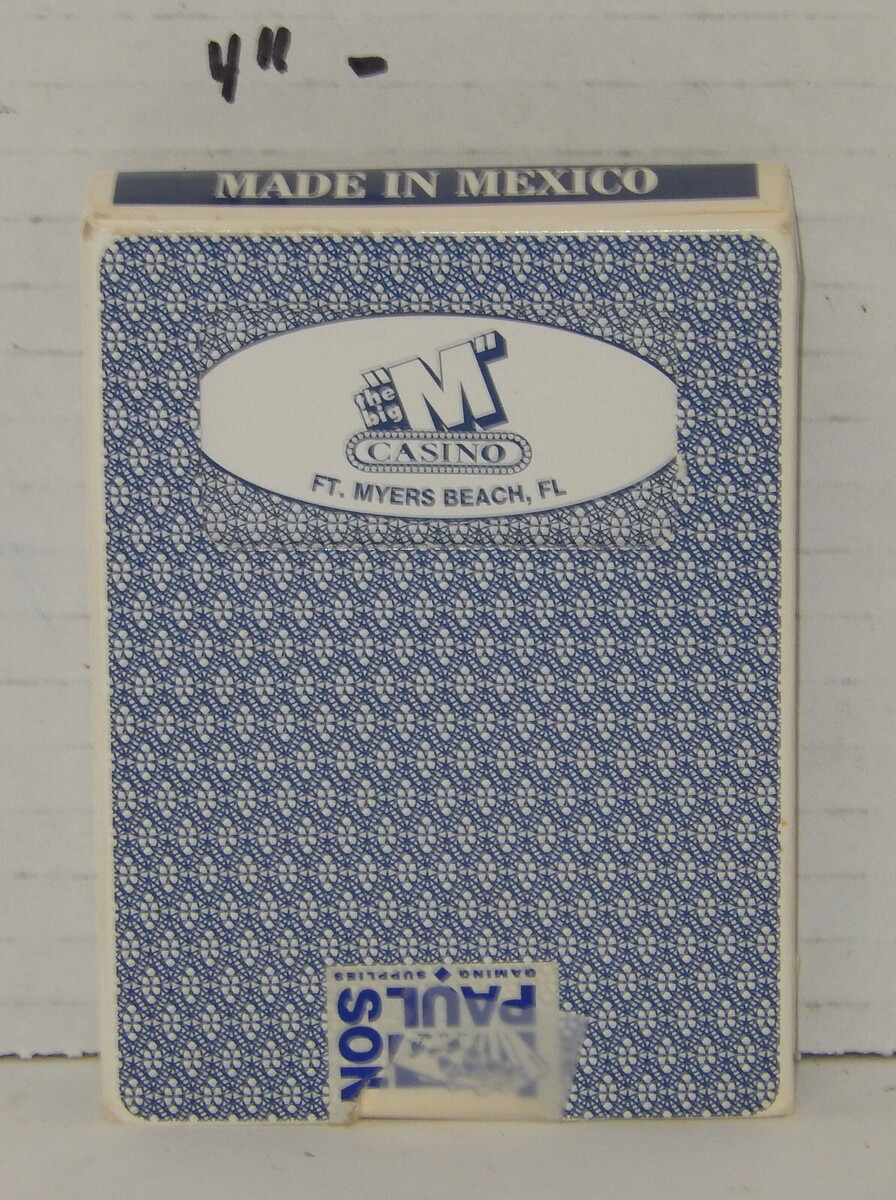 4" -
MADE IN MEXICO
"the big "M"
CASINO
FT. MYERS BEACH, FL
PAULSON
GAMING ◆ SUPPLIES